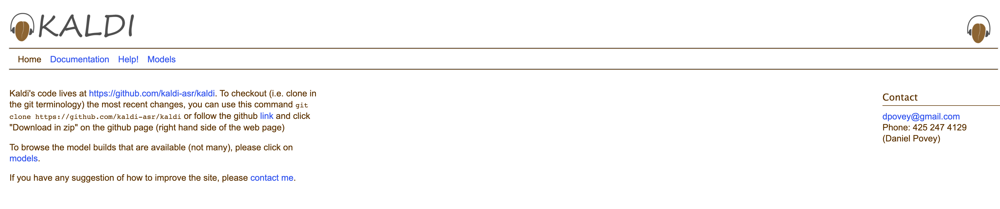 KALDI
Home Documentation Help! Models
Kaldi's code lives at https://github.com/kaldi-asr/kaldi. To checkout (i.e. clone in
the git terminology) the most recent changes, you can use this command git
clone https://github.com/kaldi-asr/kaldi or follow the github link and click
"Download in zip" on the github page (right hand side of the web page)
To browse the model builds that are available (not many), please click on
models.
If you have any suggestion of how to improve the site, please contact me.
Contact
dpovey@gmail.com
Phone: 425 247 4129
(Daniel Povey)